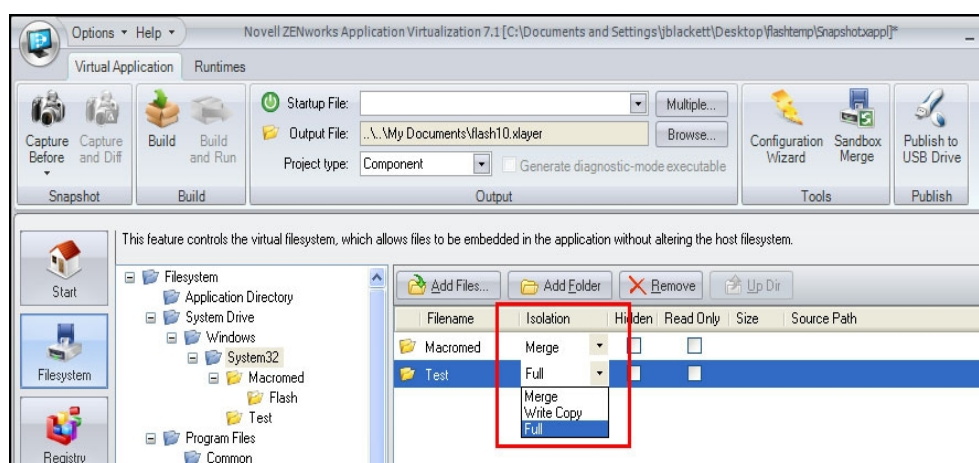 Options Help Novell ZENworks Application Virtualization 7.1 [C:\Documents and Settings\jblackett\Desktop\flashtemp\Snapshot.xappl]*
Virtual Application Runtimes
Startup File: Multiple...
Output File: ..\..\My Documents\flash10.xlayer Browse...
Project type: Component Generate diagnostic-mode executable
Capture Before
Capture and Diff
Build
Build and Run
Configuration Wizard
Sandbox Merge
Publish to USB Drive
Snapshot Build Output Tools Publish
This feature controls the virtual filesystem, which allows files to be embedded in the application without altering the host filesystem.
Start
Filesystem
Registry
Filesystem
Application Directory
System Drive
Windows
System32
Macromed
Flash
Test
Program Files
Common
Add Files... Add Folder Remove Up Dir
Filename Isolation Hidden Read Only Size Source Path
Macromed Merge
Test Full
Merge
Write Copy
Full